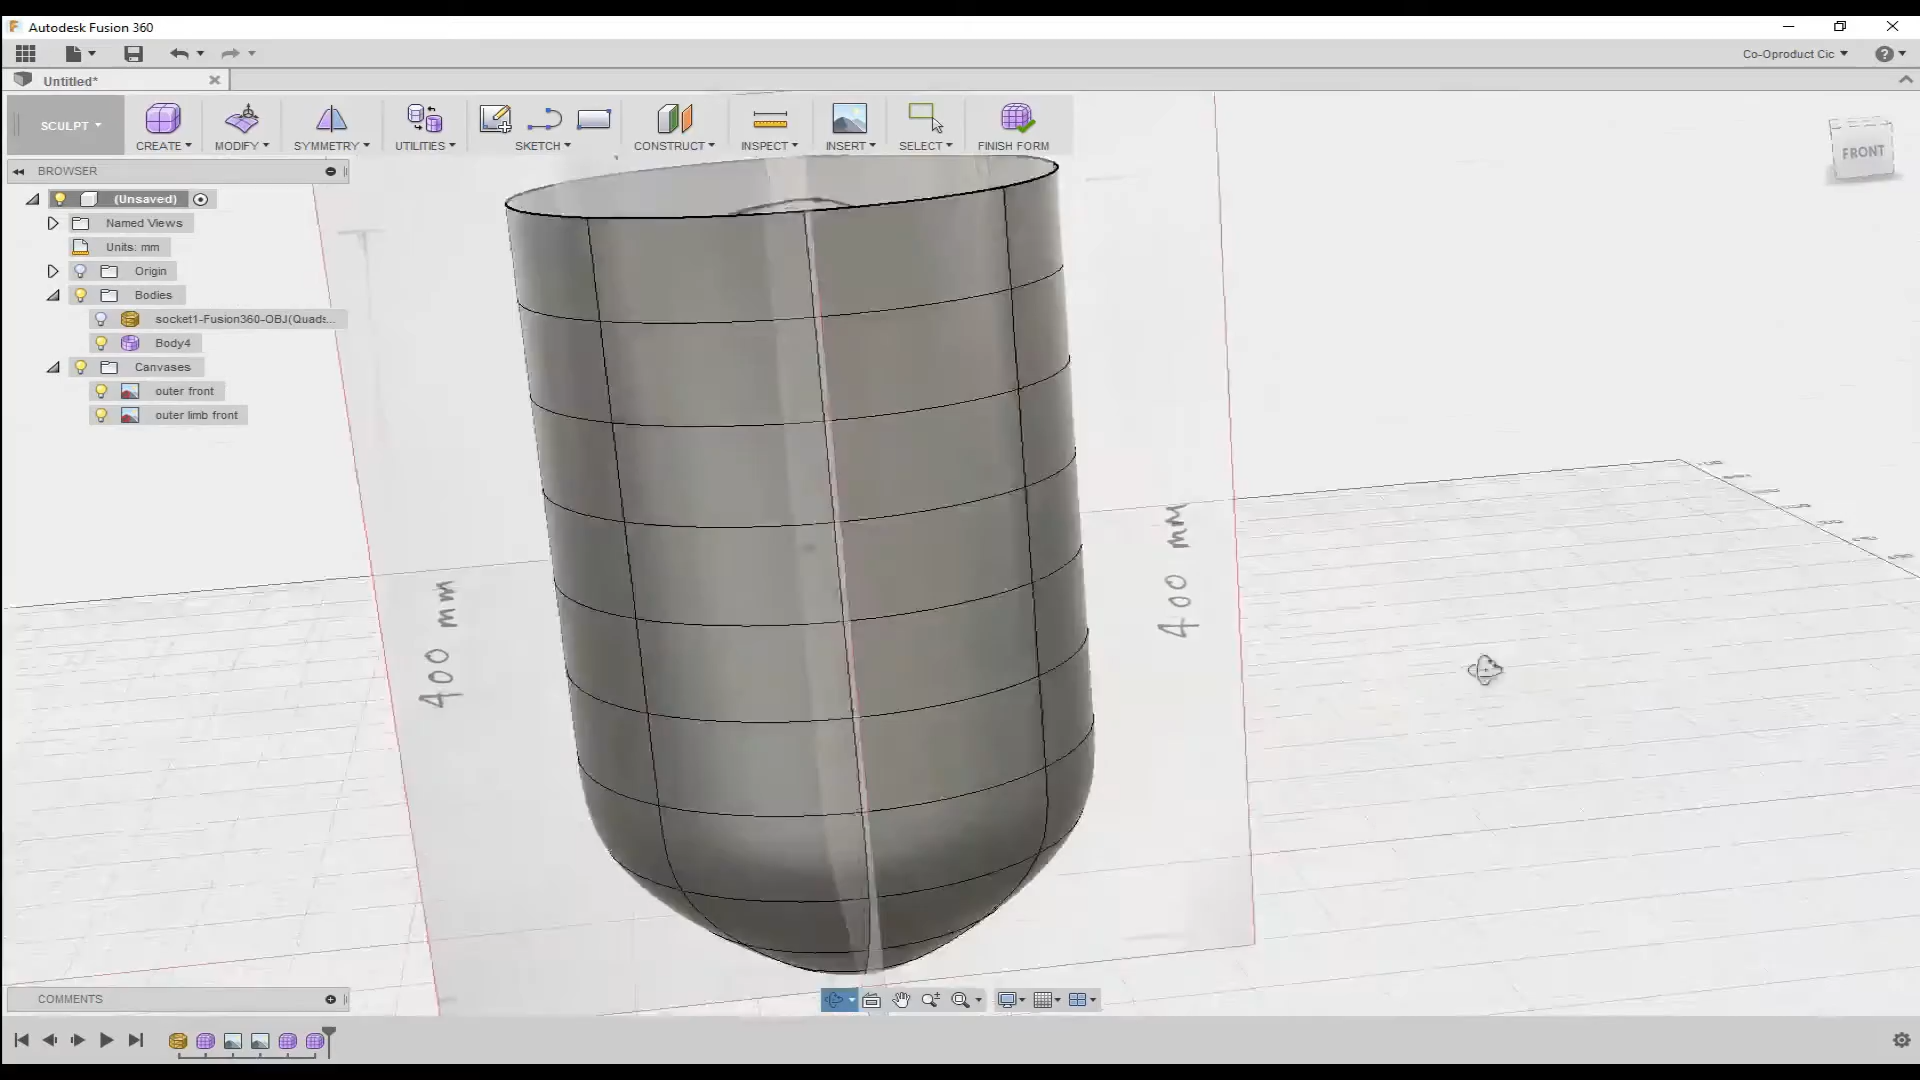 Autodesk Fusion 360
Co-Oproduct Cic
Untitled*
SCULPT
CREATE
MODIFY
SYMMETRY
UTILITIES
SKETCH
CONSTRUCT
INSPECT
INSERT
SELECT
FINISH FORM
FRONT
BROWSER
(Unsaved)
Named Views
Units: mm
Origin
Bodies
socket1-Fusion360-OBJ(Quads...
Body4
Canvases
outer front
outer limb front
400 mm
400 mm
COMMENTS